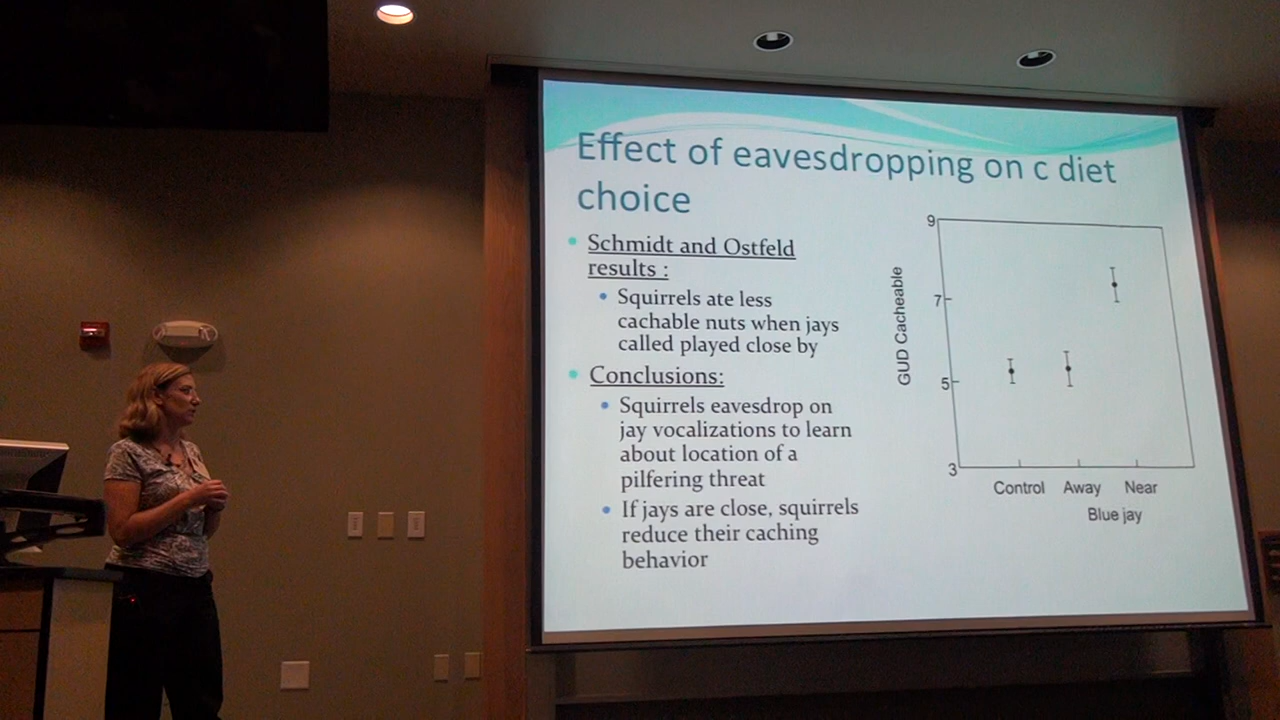 Effect of eavesdropping on c diet
choice
Schmidt and Ostfeld
results :
Squirrels ate less
cachable nuts when jays
called played close by
Conclusions:
Squirrels eavesdrop on
jay vocalizations to learn
about location of a
pilfering threat
If jays are close, squirrels
reduce their caching
behavior
GUD Cacheable
9
7
5
3
Control Away Near
Blue jay